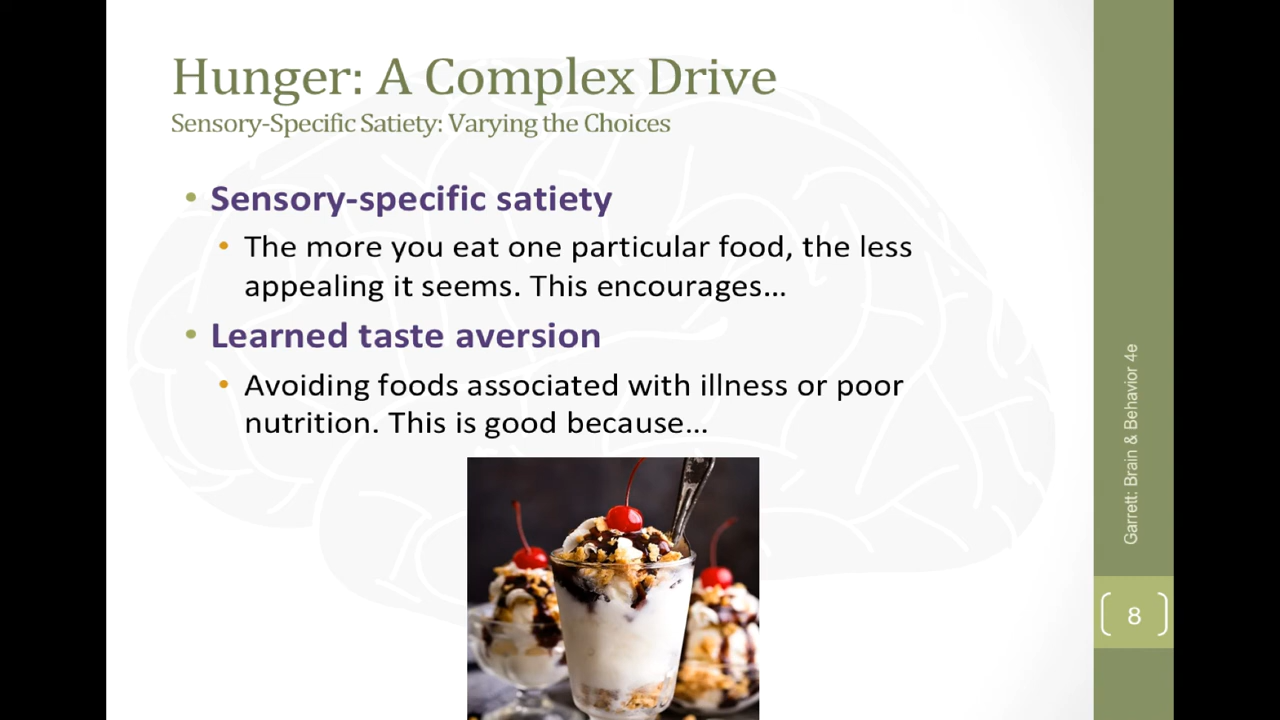 Hunger: A Complex Drive
Sensory-Specific Satiety: Varying the Choices
• Sensory-specific satiety
• The more you eat one particular food, the less
appealing it seems. This encourages…
• Learned taste aversion
• Avoiding foods associated with illness or poor
nutrition. This is good because…
Garrett: Brain & Behavior 4e
8